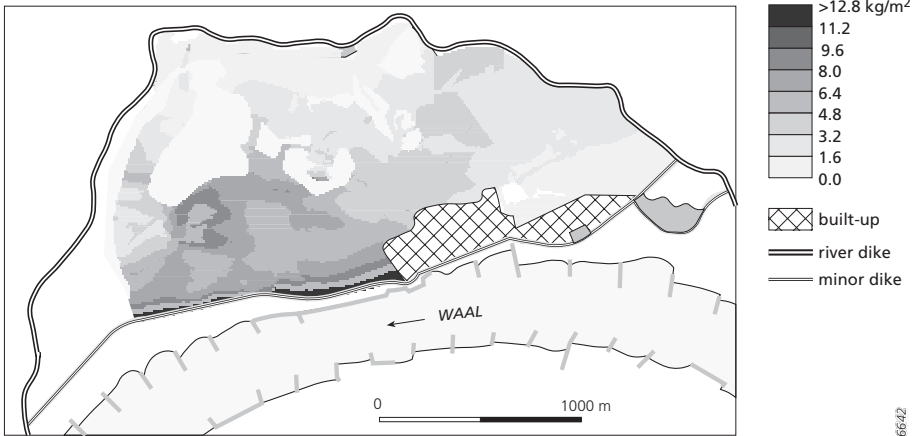 >12.8 kg/m²
11.2
9.6
8.0
6.4
4.8
3.2
1.6
0.0
built-up
river dike
minor dike
WAAL
0 1000 m
6642